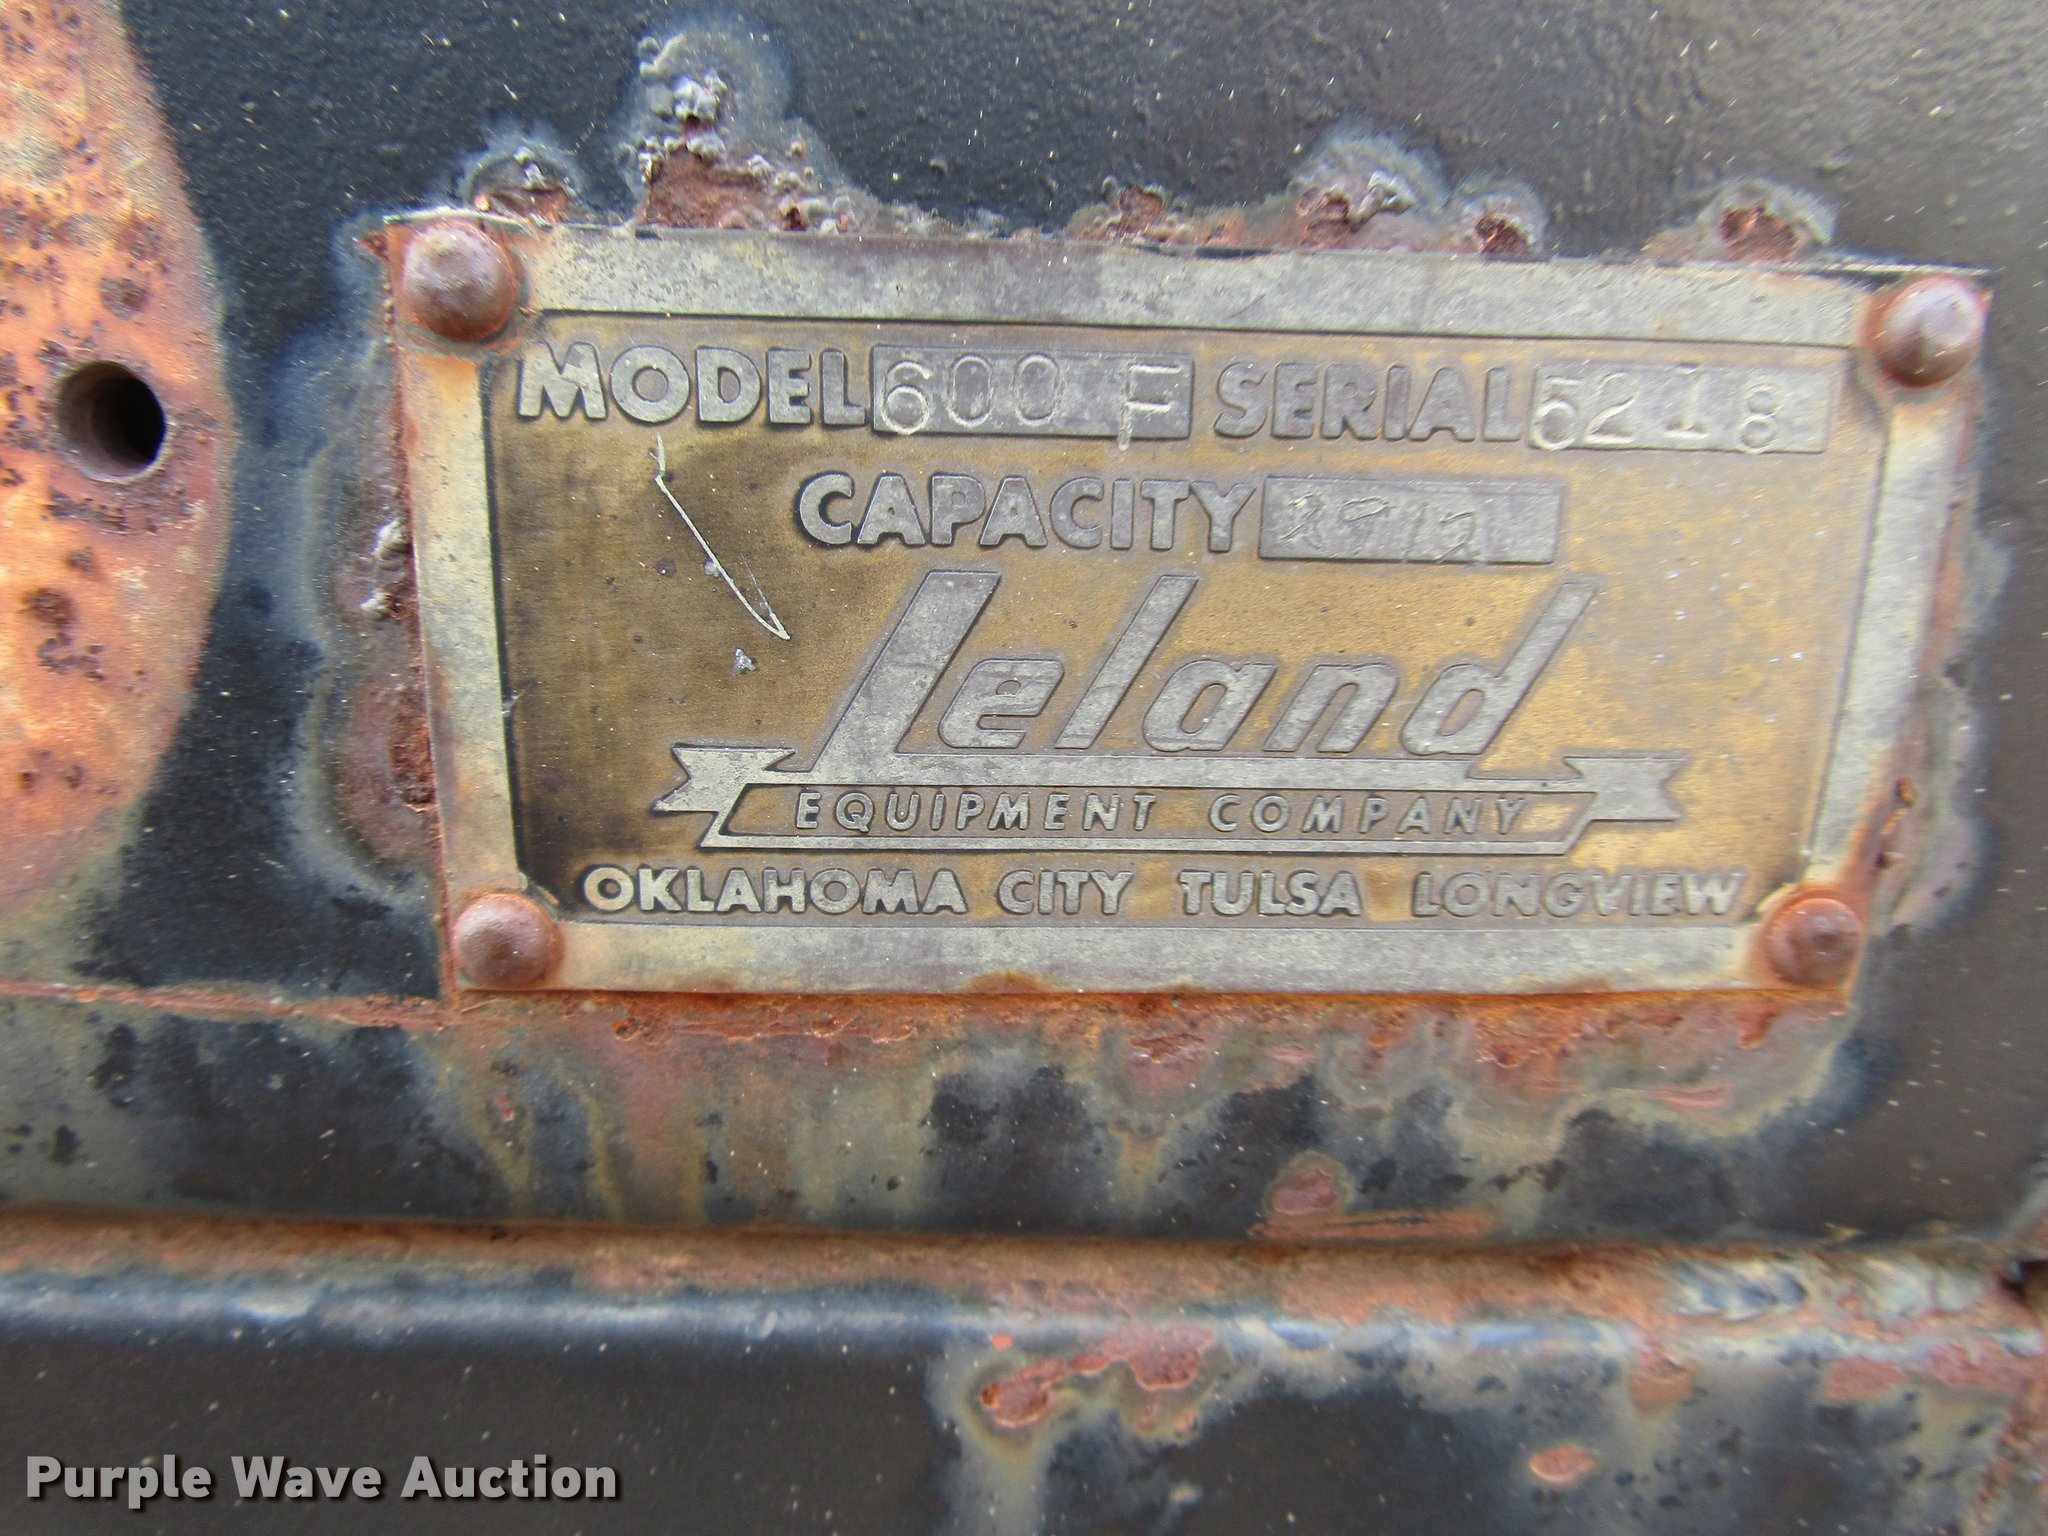 MODEL 600 F SERIAL 5218
CAPACITY
Leland
EQUIPMENT COMPANY
OKLAHOMA CITY TULSA LONGVIEW
Purple Wave Auction